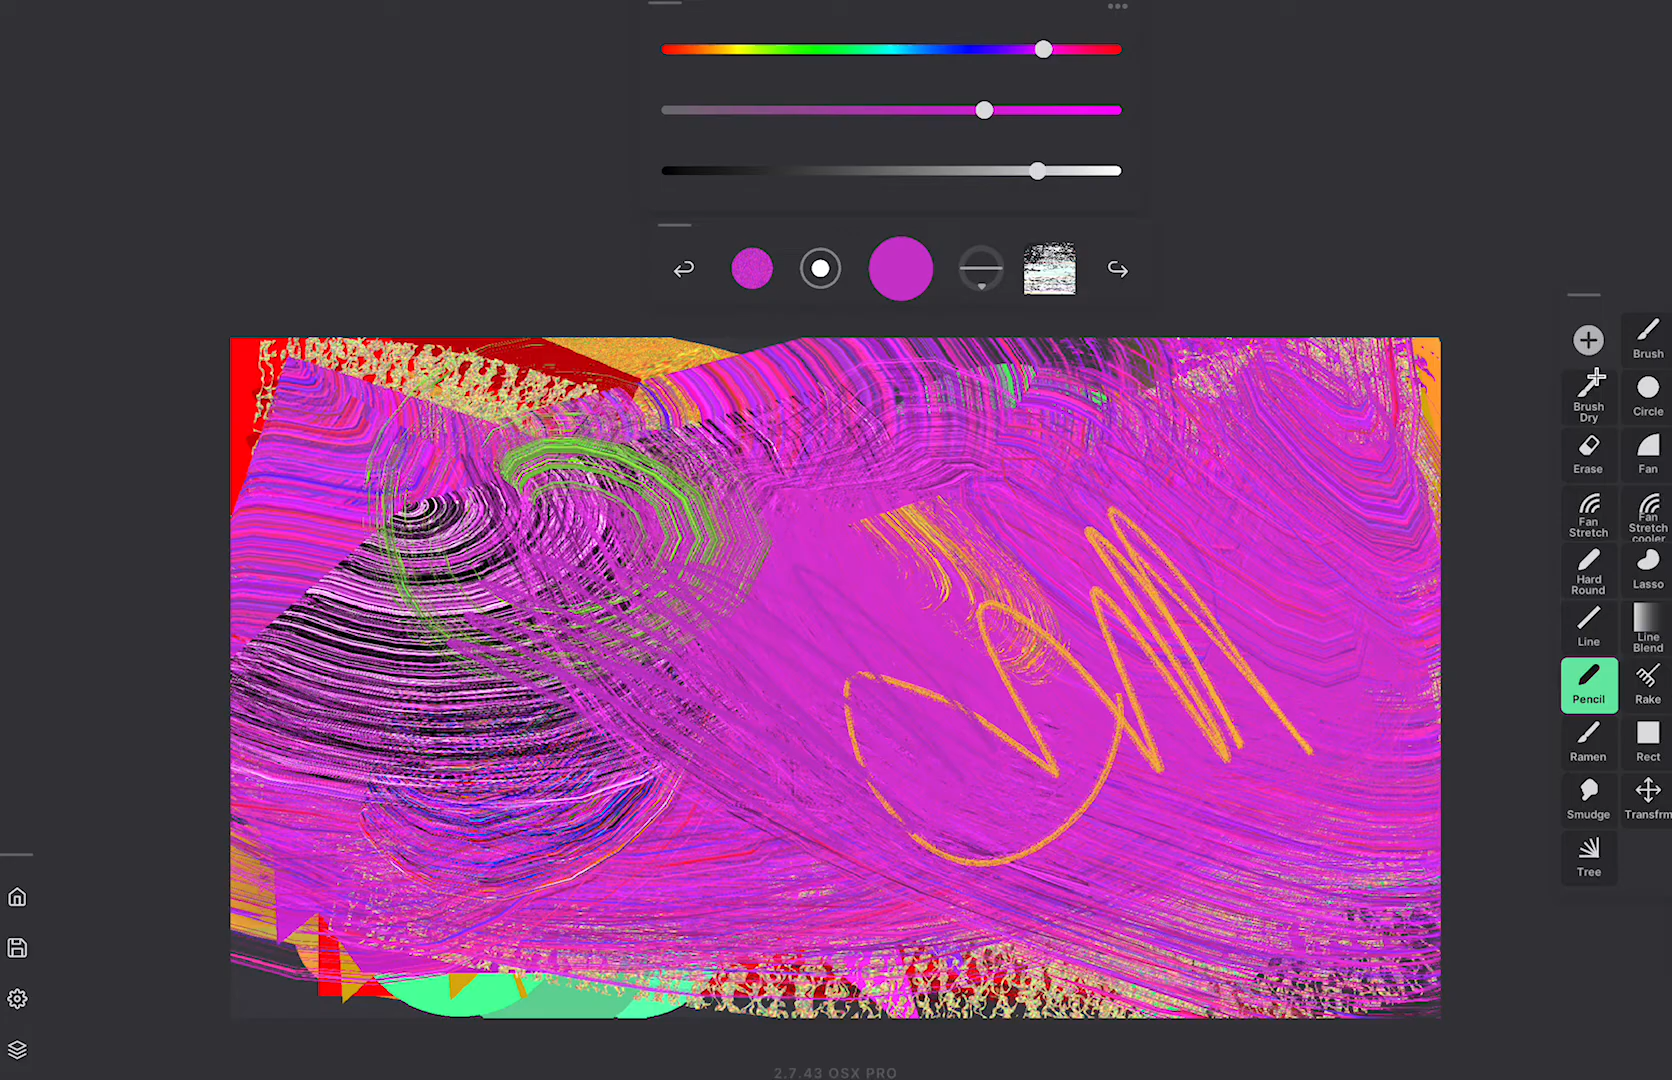 Brush
Brush Dry
Circle
Erase
Fan
Fan Stretch
Fan Stretch cooler
Hard Round
Lasso
Line
Line Blend
Pencil
Rake
Ramen
Rect
Smudge
Transfrm
Tree
2.7.43 OSX PRO